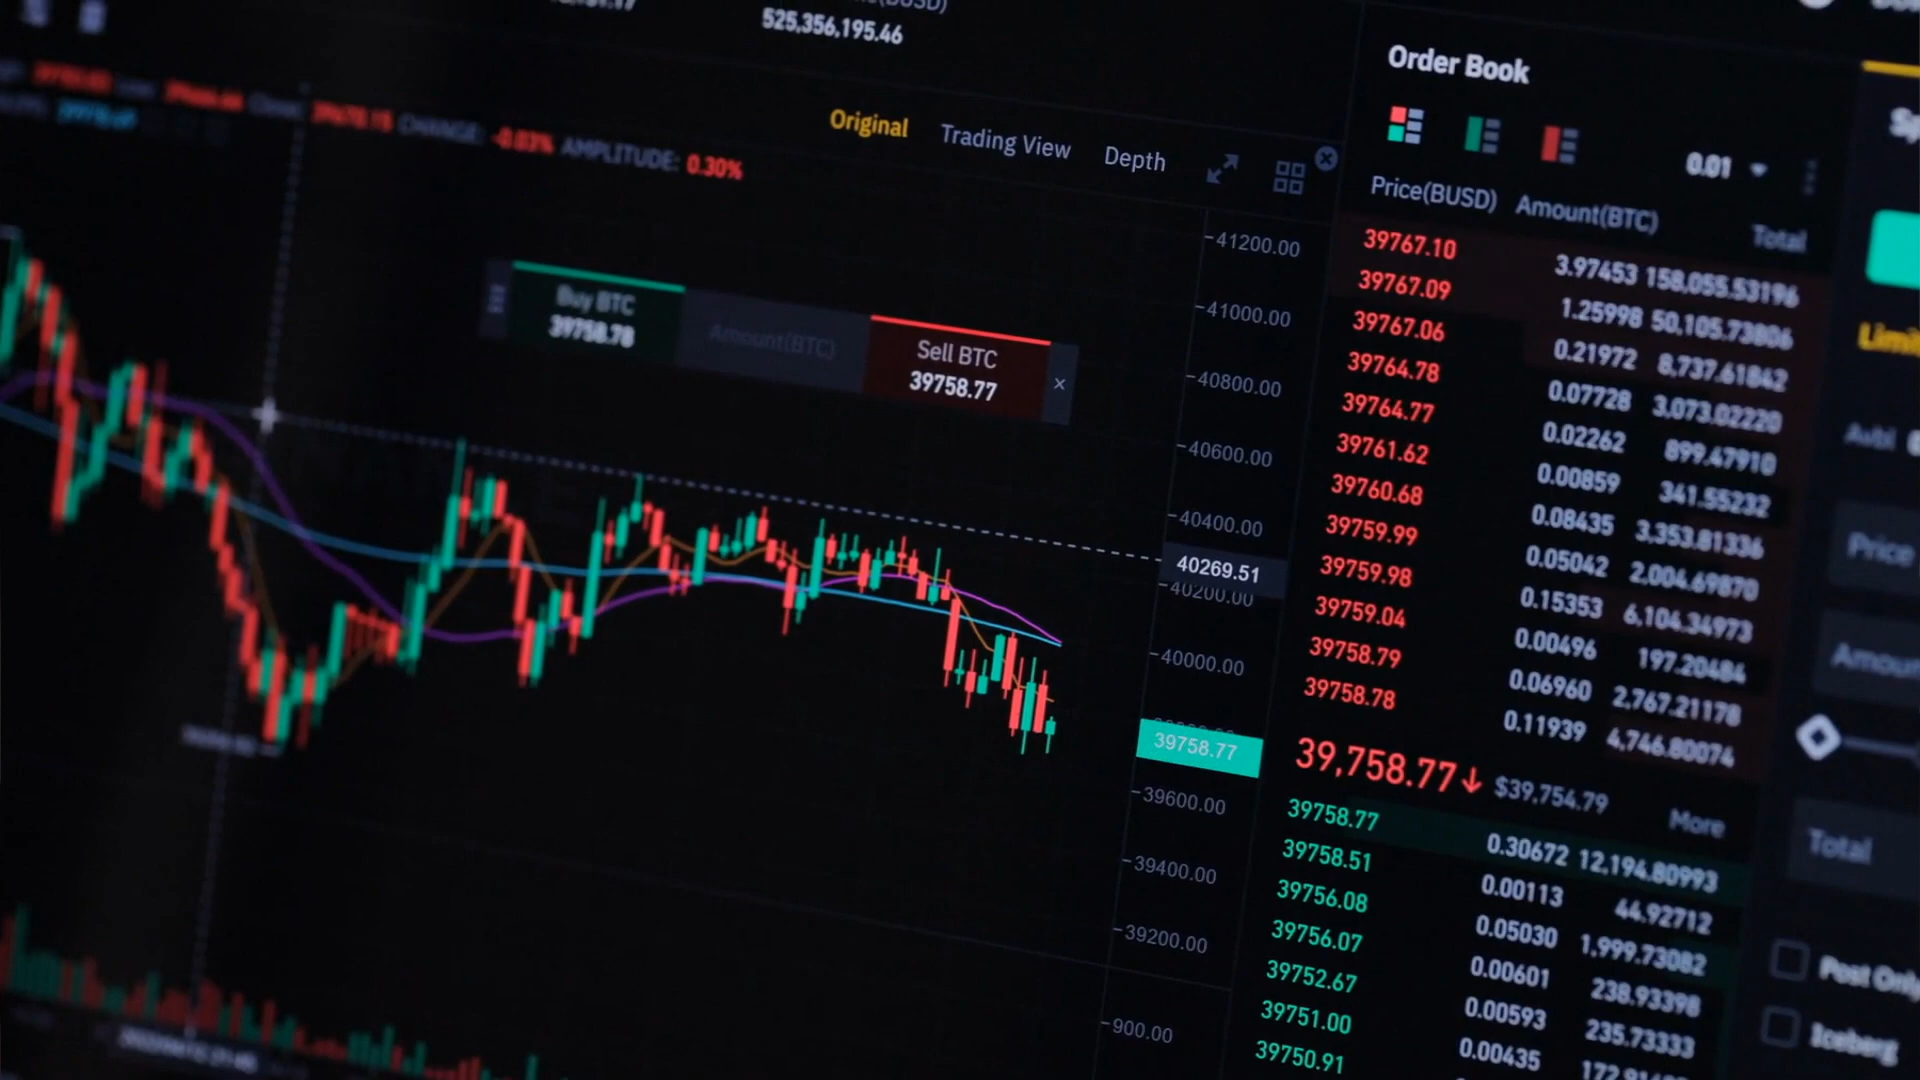 525,356,195.46
39670.15 CHANGE: -0.03% AMPLITUDE: 0.30%
Original Trading View Depth
Buy BTC
39758.78
Amount(BTC)
Sell BTC
39758.77
×
41200.00
41000.00
40800.00
40600.00
40400.00
40269.51
40200.00
40000.00
39758.77
39600.00
39400.00
39200.00
900.00
Order Book
0.01
Price(BUSD) Amount(BTC) Total
39767.10 3.97453 158,055.53196
39767.09 1.25998 50,105.73806
39767.06 0.21972 8,737.61842
39764.78 0.07728 3,073.02220
39764.77 0.02262 899.47910
39761.62 0.00859 341.55232
39760.68 0.08435 3,353.81336
39759.99 0.05042 2,004.69870
39759.98 0.15353 6,104.34973
39759.04 0.00496 197.20484
39758.79 0.06960 2,767.21178
39758.78 0.11939 4,746.80074
39,758.77↓ $39,754.79 More
39758.77 0.30672 12,194.80993
39758.51 0.00113 44.92712
39756.08 0.05030 1,999.73082
39756.07 0.00601 238.93398
39752.67 0.00593 235.73333
39751.00 0.00435
39750.91
Limit
Avbl
Price
Amount
Total
Post Only
Iceberg